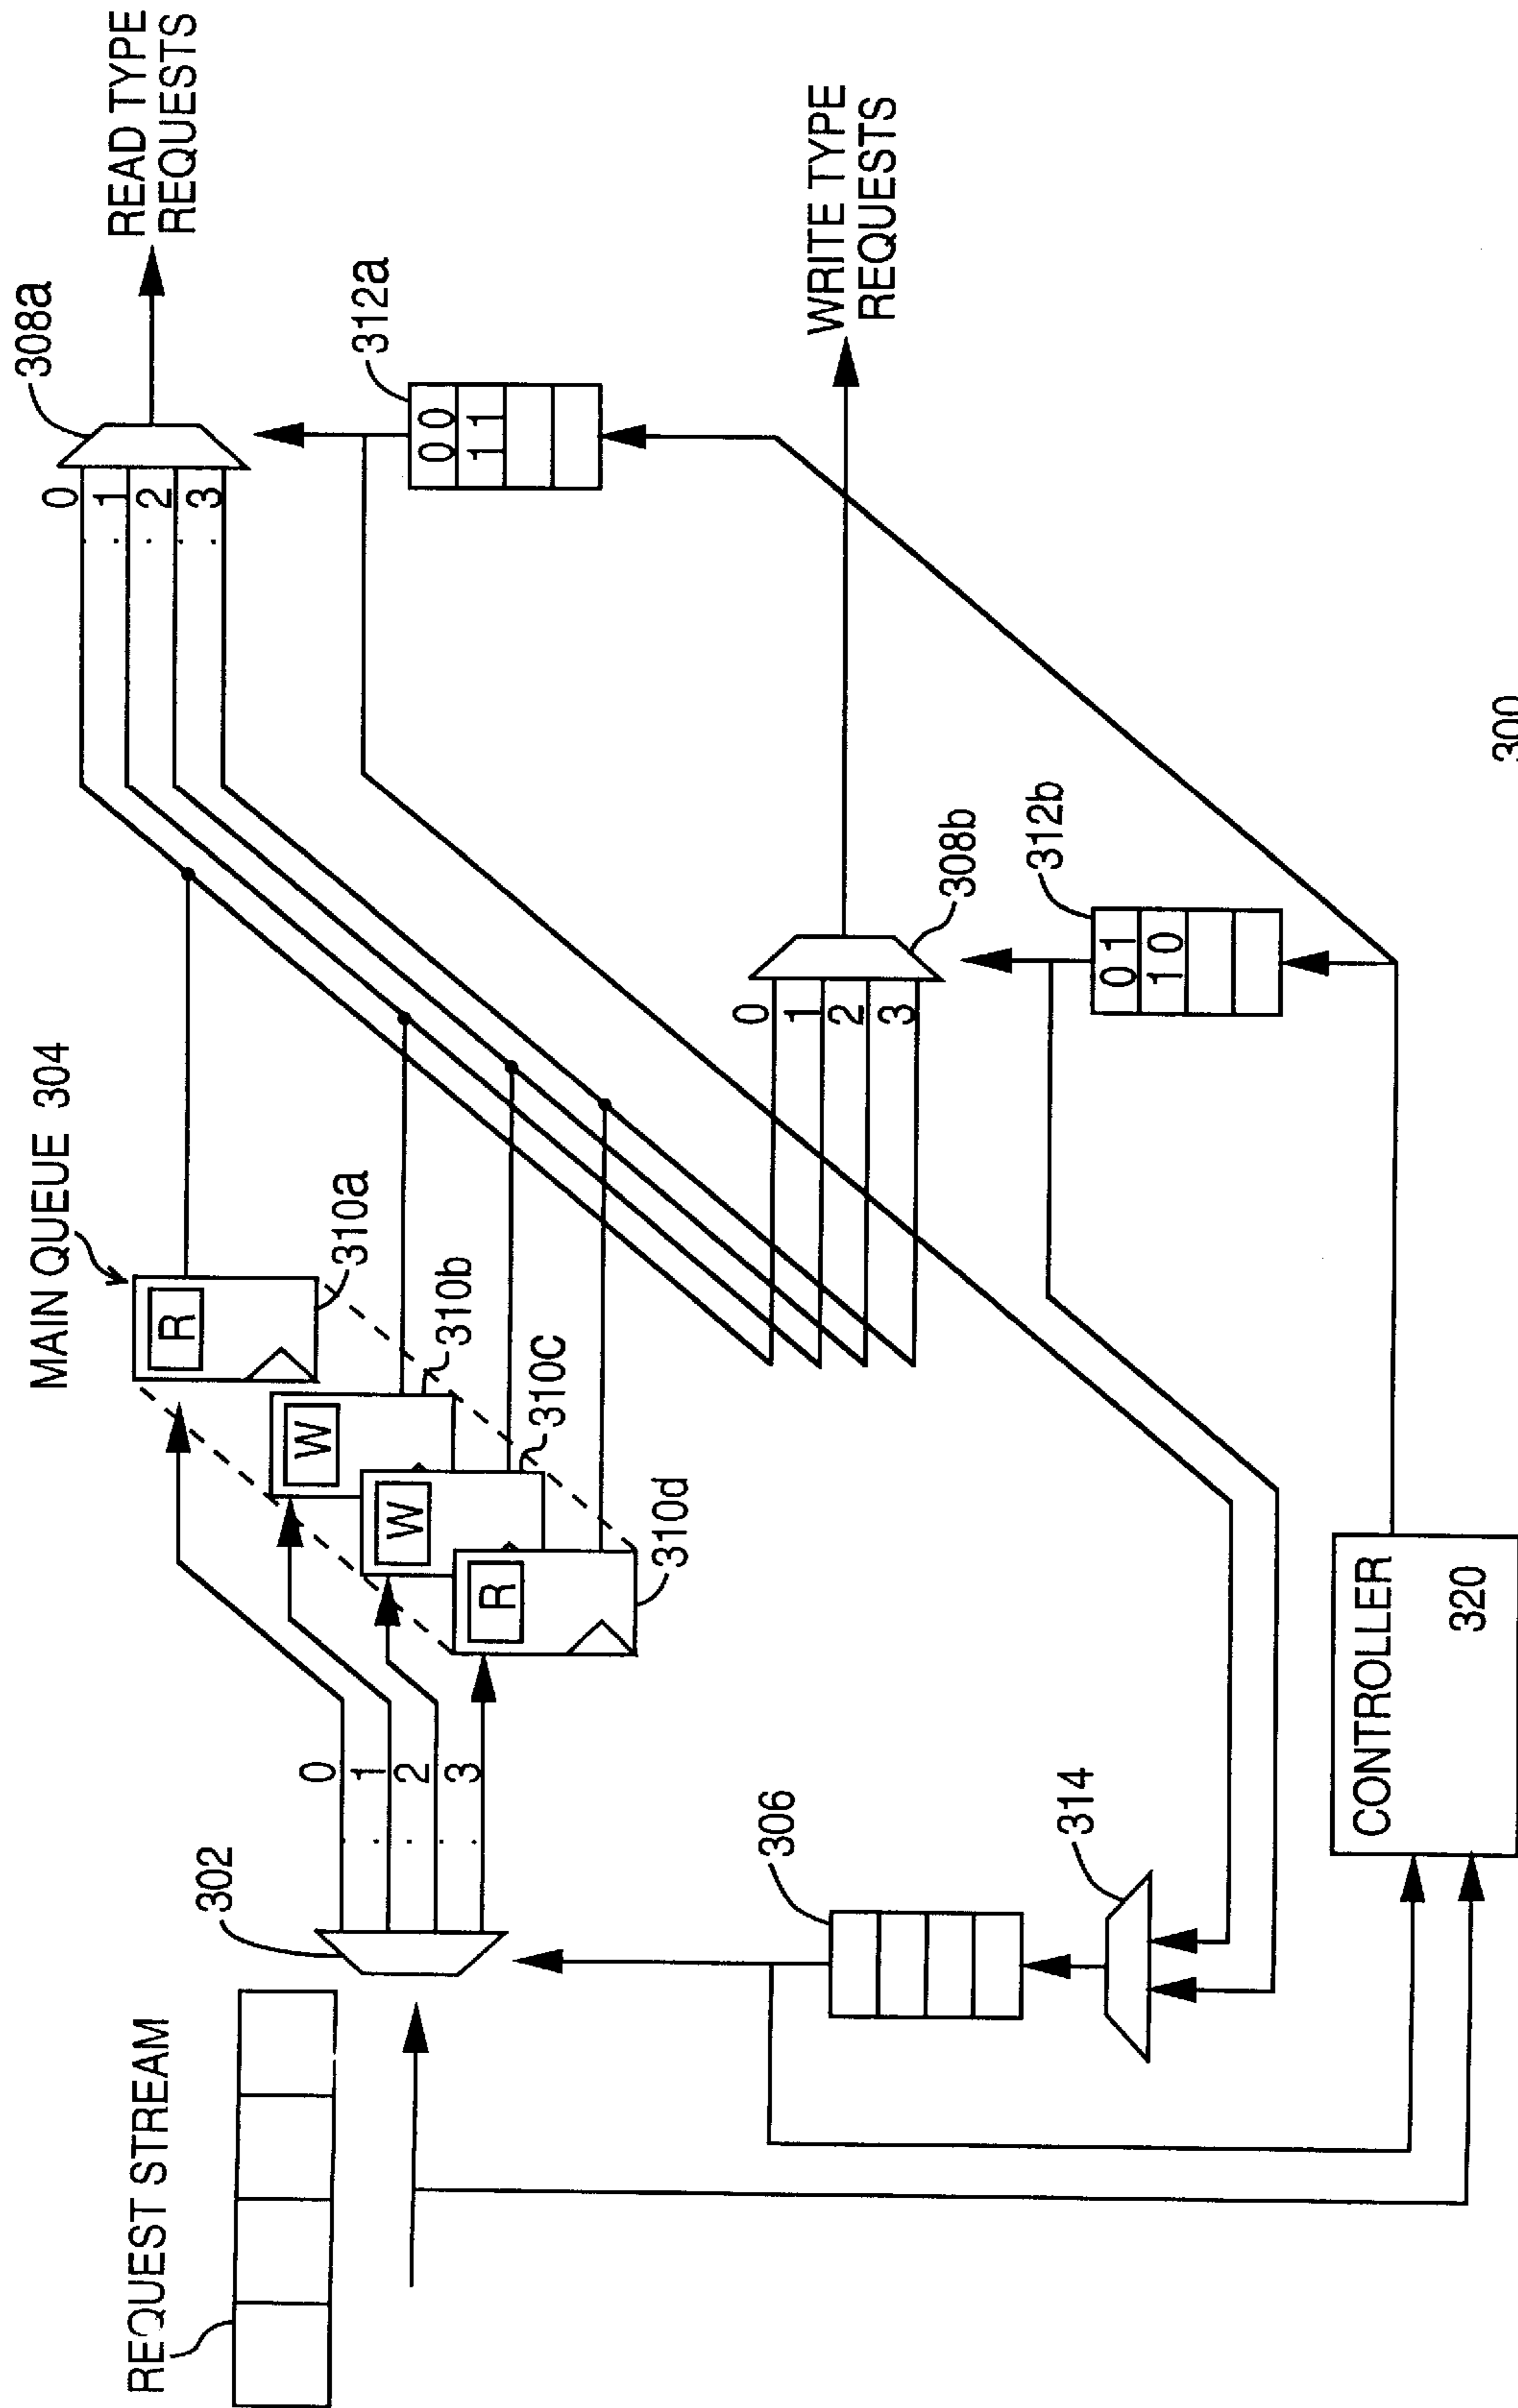 REQUEST STREAM
302
0
1
2
3
MAIN QUEUE 304
R
310a
W
310b
W
310C
R
310d
0
1
2
3
308a
READ TYPE
REQUESTS
312a
0 0
1 1
0
1
2
3
308b
WRITE TYPE
REQUESTS
312b
0 1
1 0
306
314
CONTROLLER
320
300